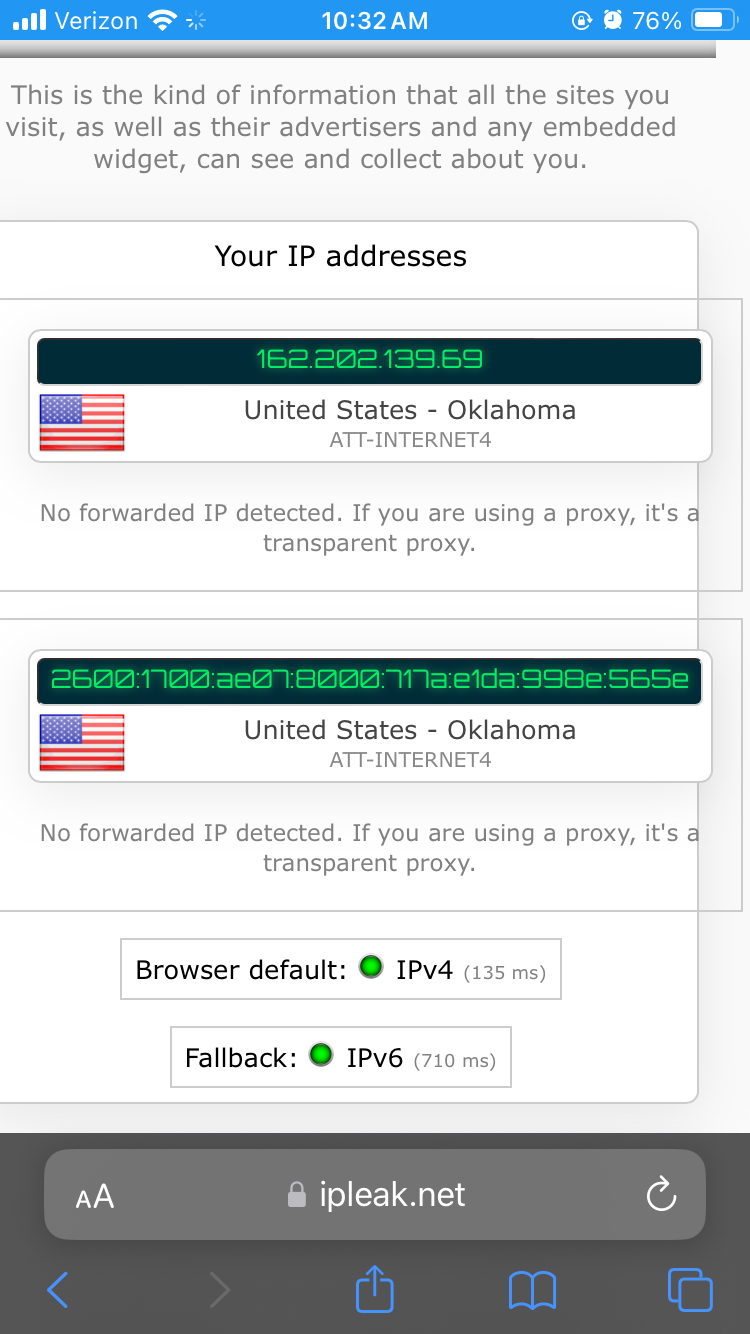 Verizon 10:32 AM 76%
This is the kind of information that all the sites you
visit, as well as their advertisers and any embedded
widget, can see and collect about you.
Your IP addresses
162.202.139.69
United States - Oklahoma
ATT-INTERNET4
No forwarded IP detected. If you are using a proxy, it's a
transparent proxy.
2600:1700:ae07:8000:717a:e1da:998e:565e
United States - Oklahoma
ATT-INTERNET4
No forwarded IP detected. If you are using a proxy, it's a
transparent proxy.
Browser default: IPv4 (135 ms)
Fallback: IPv6 (710 ms)
AA ipleak.net